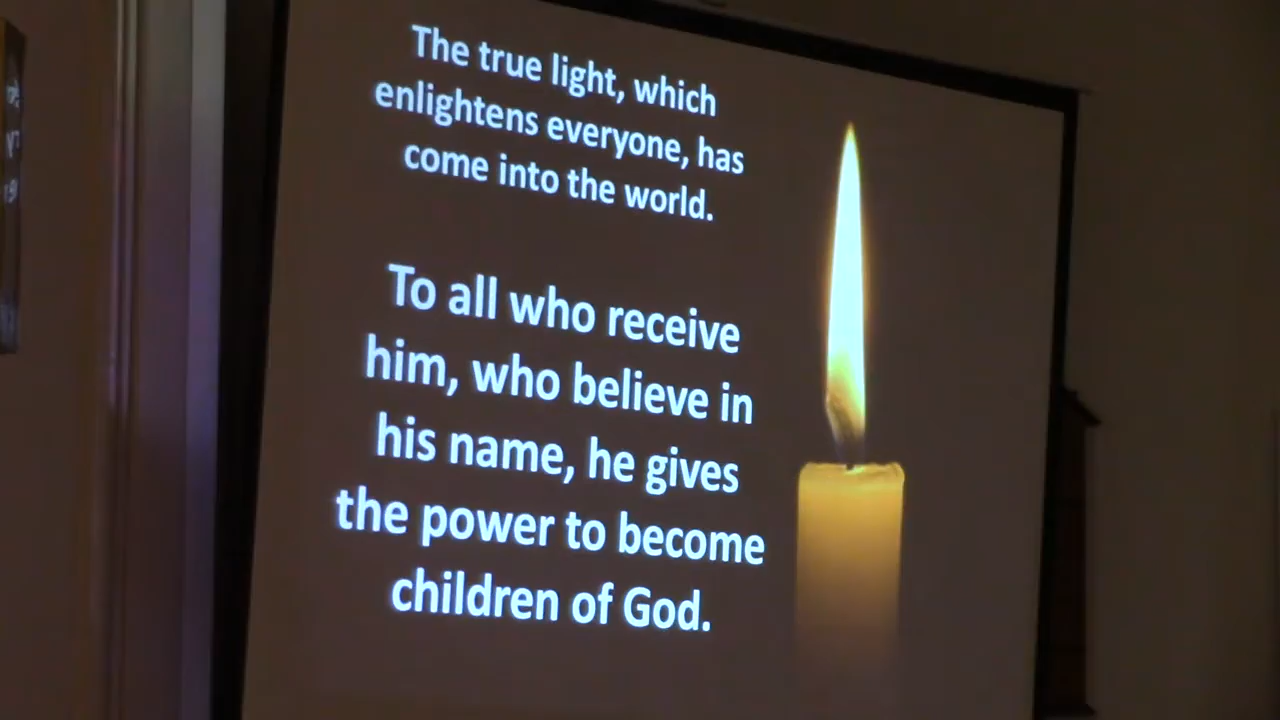 The true light, which
enlightens everyone, has
come into the world.
To all who receive
him, who believe in
his name, he gives
the power to become
children of God.